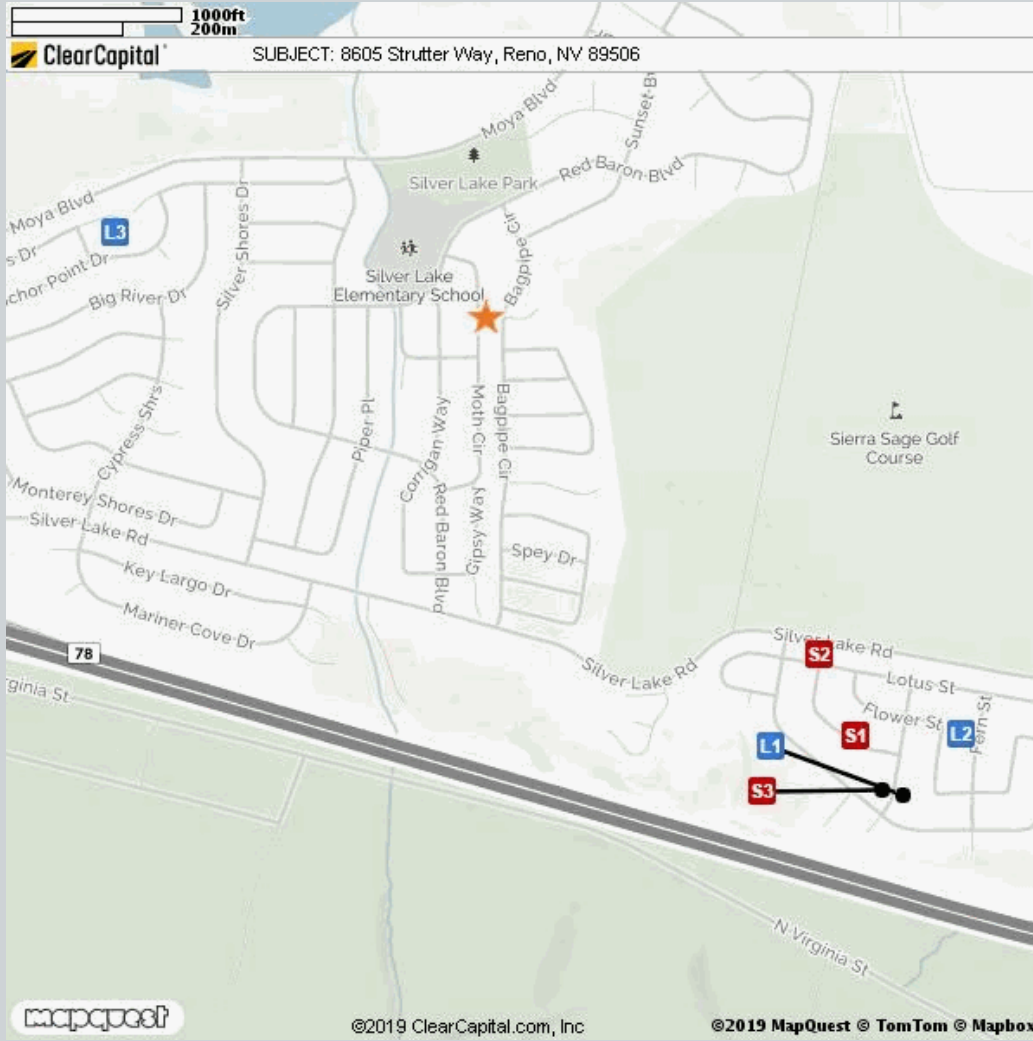 1000ft
200m
ClearCapital
SUBJECT: 8605 Strutter Way, Reno, NV 89506
Moya Blvd
Sunset Bv
Silver Lake Park
Red Baron Blvd
Moya Blvd
L3
s Dr
chor Point Dr
Silver Shores Dr
Big River Dr
Silver Lake
Elementary School
Bagpipe Cir
Sierra Sage Golf
Course
Cypress Shrs
Piper Pl
Corrigan Way
Moth Cir
Bagpipe Cir
Red Baron Blvd
Gipsy Way
Monterey Shores Dr
Silver Lake Rd
Spey Dr
Key Largo Dr
Mariner Cove Dr
78
rginia St
Silver Lake Rd
Silver Lake Rd
S2
Lotus St
Flower St
Fern St
L1
S1
L2
S3
N Virginia St
mapquest
©2019 ClearCapital.com, Inc
©2019 MapQuest © TomTom © Mapbox